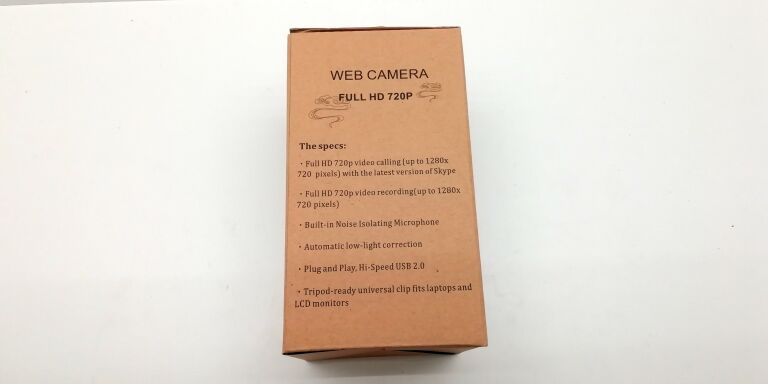 WEB CAMERA
FULL HD 720P
The specs:
· Full HD 720p video calling (up to 1280x
720 pixels) with the latest version of Skype
· Full HD 720p video recording(up to 1280x
720 pixels)
· Built-in Noise Isolating Microphone
· Automatic low-light correction
· Plug and Play, Hi-Speed USB 2.0
· Tripod-ready universal clip fits laptops and
LCD monitors